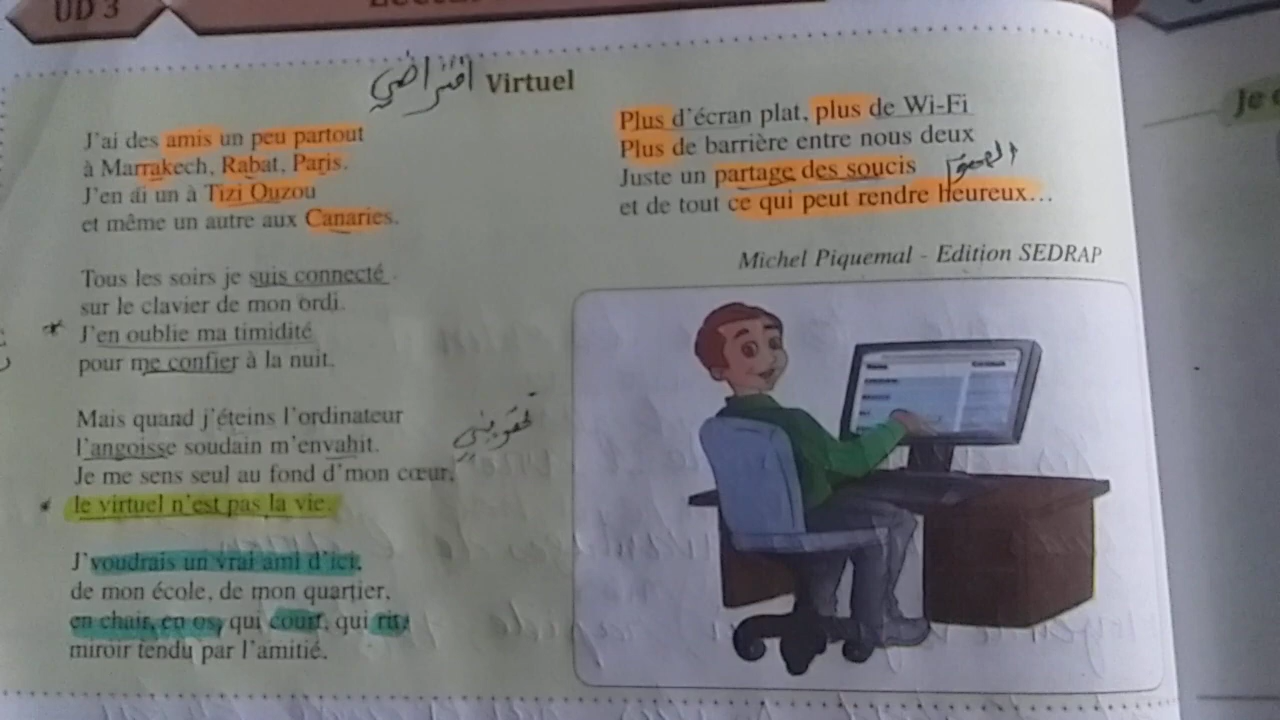 UD 3
افتراضي Virtuel
J'ai des amis un peu partout
à Marrakech, Rabat, Paris.
J'en ai un à Tizi Ouzou
et même un autre aux Canaries.
Tous les soirs je suis connecté
sur le clavier de mon ordi.
* J'en oublie ma timidité
pour me confier à la nuit.
Mais quand j'éteins l'ordinateur
l'angoisse soudain m'envahit.
Je me sens seul au fond d'mon cœur,
* le virtuel n'est pas la vie.
J'voudrais un vrai ami d'ici,
de mon école, de mon quartier,
en chair, en os, qui court, qui rit,
miroir tendu par l'amitié.
Plus d'écran plat, plus de Wi-Fi
Plus de barrière entre nous deux
Juste un partage des soucis
et de tout ce qui peut rendre heureux...
Michel Piquemal - Edition SEDRAP
Je